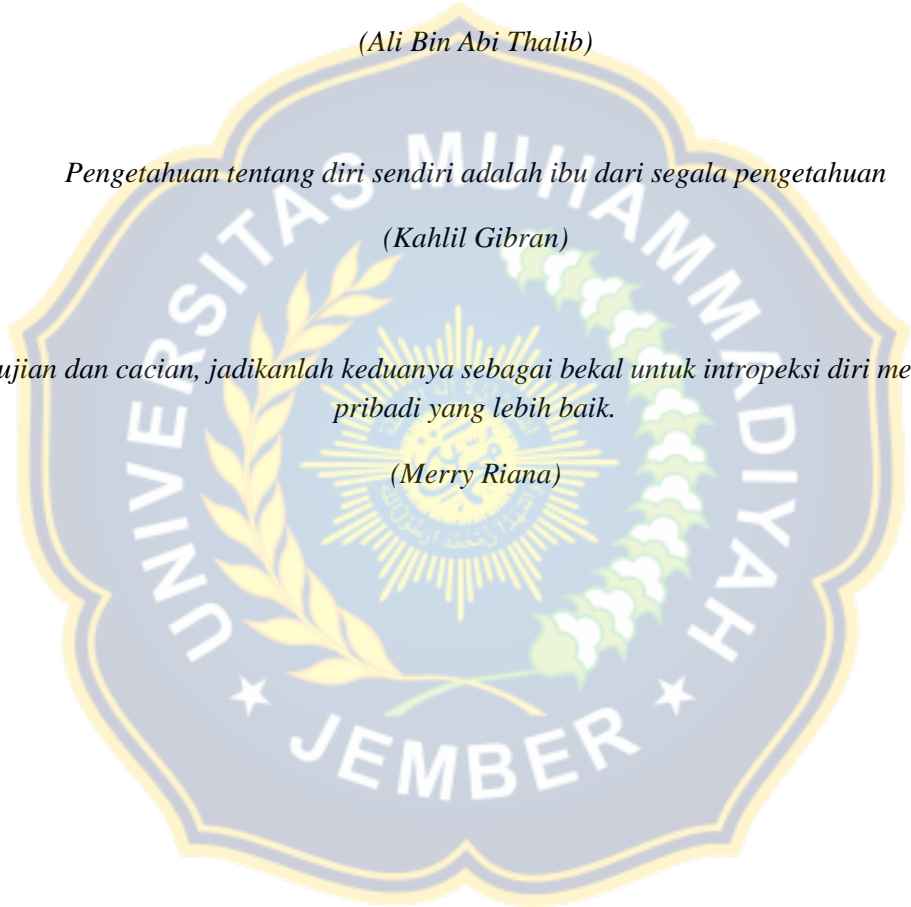 (Ali Bin Abi Thalib)
Pengetahuan tentang diri sendiri adalah ibu dari segala pengetahuan
(Kahlil Gibran)
ujian dan cacian, jadikanlah keduanya sebagai bekal untuk intropeksi diri me
pribadi yang lebih baik.
(Merry Riana)
UNIVERSITAS MUHAMMADIYAH
JEMBER